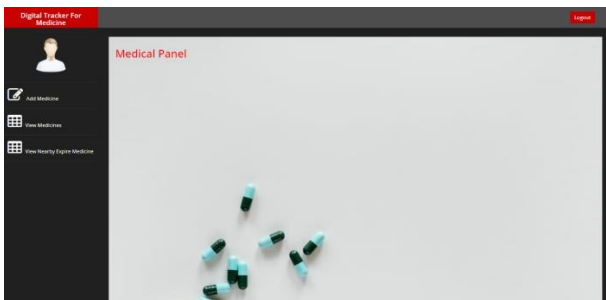 Digital Tracker For
Medicine
Logout
Medical Panel
Add Medicine
View Medicines
View Nearby Expire Medicine